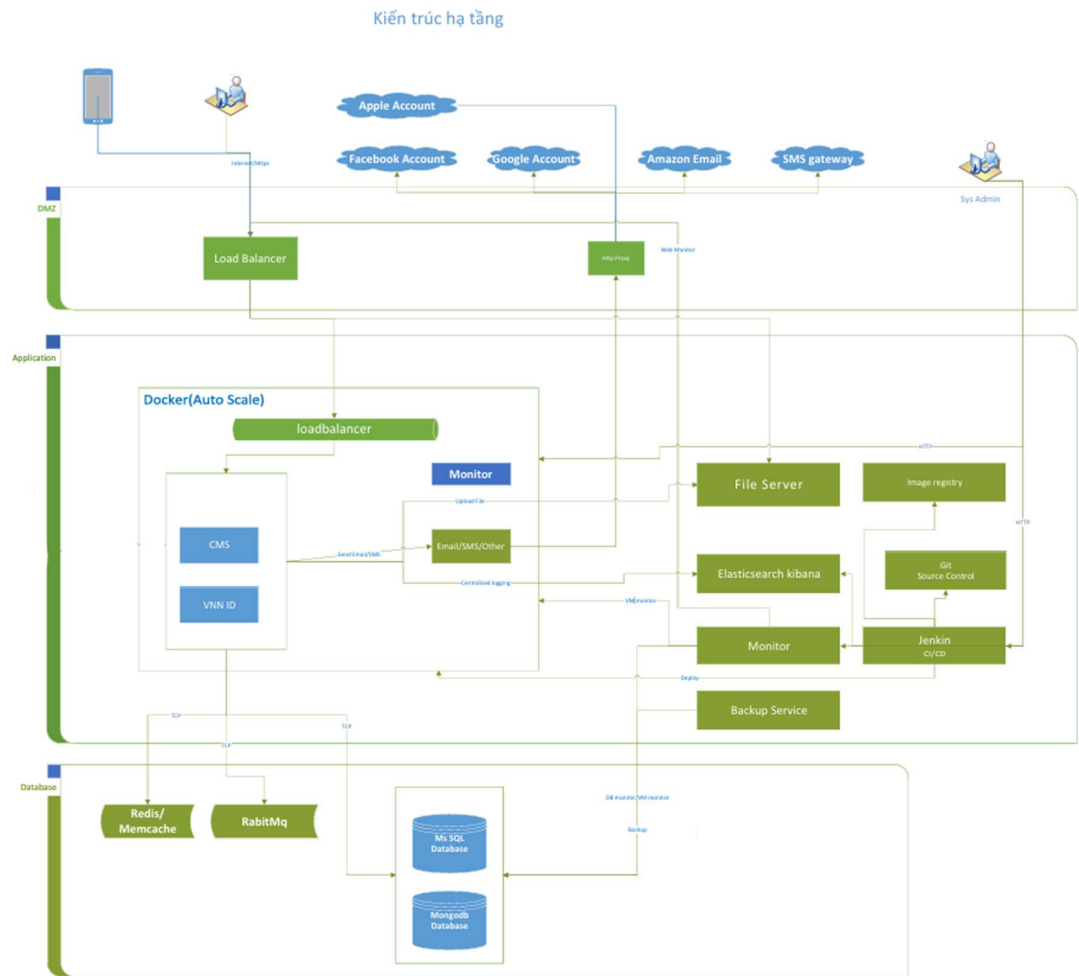 Kiến trúc hạ tầng
Apple Account
Facebook Account
Google Account
Amazon Email
SMS gateway
Internet/Https
Sys Admin
DMZ
Load Balancer
Http Proxy
Web Monitor
Application
Docker(Auto Scale)
loadbalancer
HTTP
Monitor
File Server
Image registry
Upload File
HTTP
CMS
Email/SMS/Other
Send Email/SMS
Elasticsearch kibana
Git
Source Control
Centralized logging
VNN ID
VM monitor
Monitor
Jenkin
CI/CD
Deploy
Backup Service
TCP
TCP
TCP
Database
Redis/
Memcache
RabitMq
DB monitor/VM monitor
Backup
Ms SQL
Database
Mongodb
Database